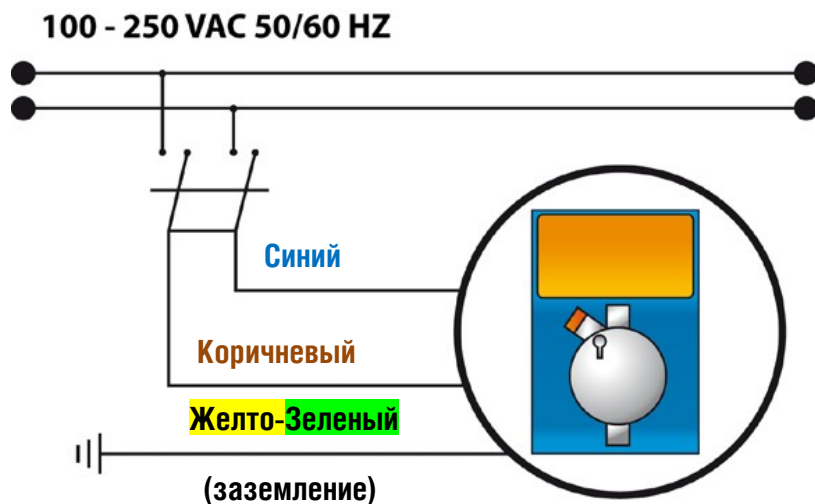 100 - 250 VAC 50/60 HZ
Синий
Коричневый
Желто-Зеленый
(заземление)